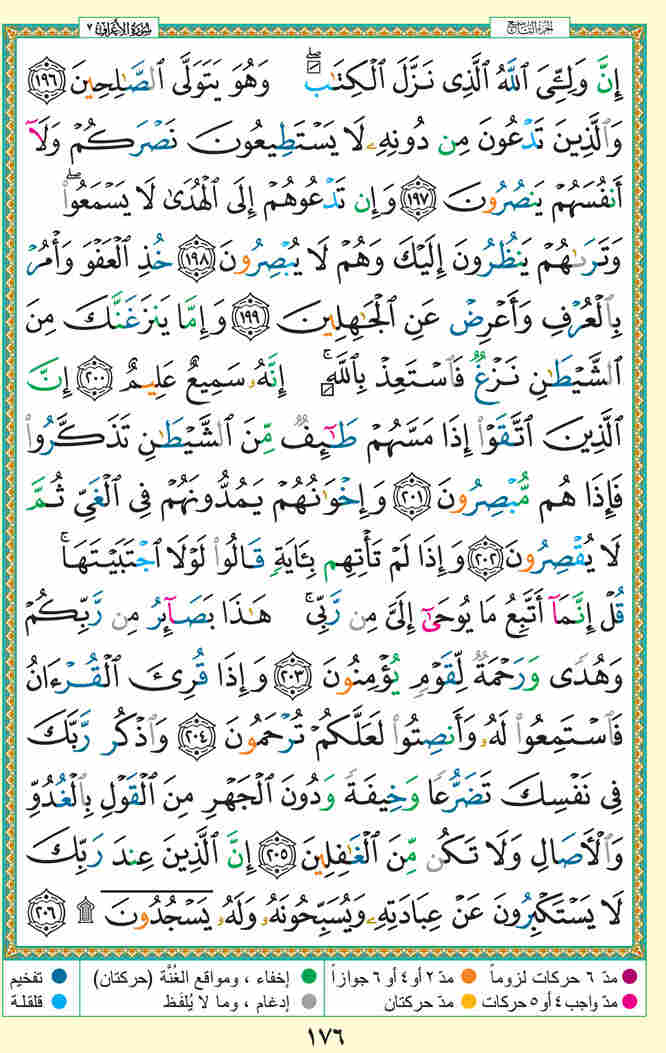 سورة الأعراف ٧
الجزء التاسع
إِنَّ وَلِـِّۧىَ ٱللَّهُ ٱلَّذِى نَزَّلَ ٱلْكِتَٰبَ ۖ وَهُوَ يَتَوَلَّى ٱلصَّٰلِحِينَ ١٩٦
وَٱلَّذِينَ تَدْعُونَ مِن دُونِهِۦ لَا يَسْتَطِيعُونَ نَصْرَكُمْ وَلَآ
أَنفُسَهُمْ يَنصُرُونَ ١٩٧ وَإِن تَدْعُوهُمْ إِلَى ٱلْهُدَىٰ لَا يَسْمَعُوا۟ ۖ
وَتَرَىٰهُمْ يَنظُرُونَ إِلَيْكَ وَهُمْ لَا يُبْصِرُونَ ١٩٨ خُذِ ٱلْعَفْوَ وَأْمُرْ
بِٱلْعُرْفِ وَأَعْرِضْ عَنِ ٱلْجَٰهِلِينَ ١٩٩ وَإِمَّا يَنزَغَنَّكَ مِنَ
ٱلشَّيْطَٰنِ نَزْغٌ فَٱسْتَعِذْ بِٱللَّهِ ۚ إِنَّهُۥ سَمِيعٌ عَلِيمٌ ٢٠٠ إِنَّ
ٱلَّذِينَ ٱتَّقَوْا۟ إِذَا مَسَّهُمْ طَٰٓئِفٌ مِّنَ ٱلشَّيْطَٰنِ تَذَكَّرُوا۟
فَإِذَا هُم مُّبْصِرُونَ ٢٠١ وَإِخْوَٰنُهُمْ يَمُدُّونَهُمْ فِى ٱلْغَىِّ ثُمَّ
لَا يُقْصِرُونَ ٢٠٢ وَإِذَا لَمْ تَأْتِهِم بِـَٔايَةٍ قَالُوا۟ لَوْلَا ٱجْتَبَيْتَهَا ۚ
قُلْ إِنَّمَآ أَتَّبِعُ مَا يُوحَىٰٓ إِلَىَّ مِن رَّبِّى ۚ هَٰذَا بَصَآئِرُ مِن رَّبِّكُمْ
وَهُدًى وَرَحْمَةٌ لِّقَوْمٍ يُؤْمِنُونَ ٢٠٣ وَإِذَا قُرِئَ ٱلْقُرْءَانُ
فَٱسْتَمِعُوا۟ لَهُۥ وَأَنصِتُوا۟ لَعَلَّكُمْ تُرْحَمُونَ ٢٠٤ وَٱذْكُر رَّبَّكَ
فِى نَفْسِكَ تَضَرُّعًا وَخِيفَةً وَدُونَ ٱلْجَهْرِ مِنَ ٱلْقَوْلِ بِٱلْغُدُوِّ
وَٱلْءَاصَالِ وَلَا تَكُن مِّنَ ٱلْغَٰفِلِينَ ٢٠٥ إِنَّ ٱلَّذِينَ عِندَ رَبِّكَ
لَا يَسْتَكْبِرُونَ عَنْ عِبَادَتِهِۦ وَيُسَبِّحُونَهُۥ وَلَهُۥ يَسْجُدُونَ ۩ ٢٠٦
مدّ ٦ حركات لزوماً
مدّ ٢ أو ٤ أو ٦ جوازاً
إخفاء ، ومواقع الغُنَّة (حركتان)
تفخيم
مدّ واجب ٤ أو ٥ حركات
مدّ حركتان
إدغام ، وما لا يُلفَظ
قلقلة
١٧٦